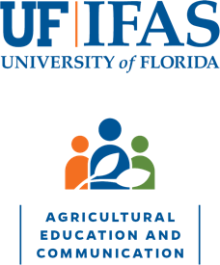 UF|IFAS
UNIVERSITY of FLORIDA
AGRICULTURAL
EDUCATION AND
COMMUNICATION